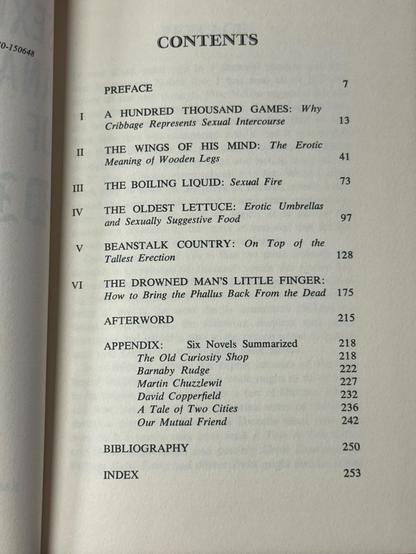 0-150648
CONTENTS
PREFACE 7
I A HUNDRED THOUSAND GAMES: Why
Cribbage Represents Sexual Intercourse 13
II THE WINGS OF HIS MIND: The Erotic
Meaning of Wooden Legs 41
III THE BOILING LIQUID: Sexual Fire 73
IV THE OLDEST LETTUCE: Erotic Umbrellas
and Sexually Suggestive Food 97
V BEANSTALK COUNTRY: On Top of the
Tallest Erection 128
VI THE DROWNED MAN'S LITTLE FINGER:
How to Bring the Phallus Back From the Dead 175
AFTERWORD 215
APPENDIX: Six Novels Summarized 218
The Old Curiosity Shop 218
Barnaby Rudge 222
Martin Chuzzlewit 227
David Copperfield 232
A Tale of Two Cities 236
Our Mutual Friend 242
BIBLIOGRAPHY 250
INDEX 253